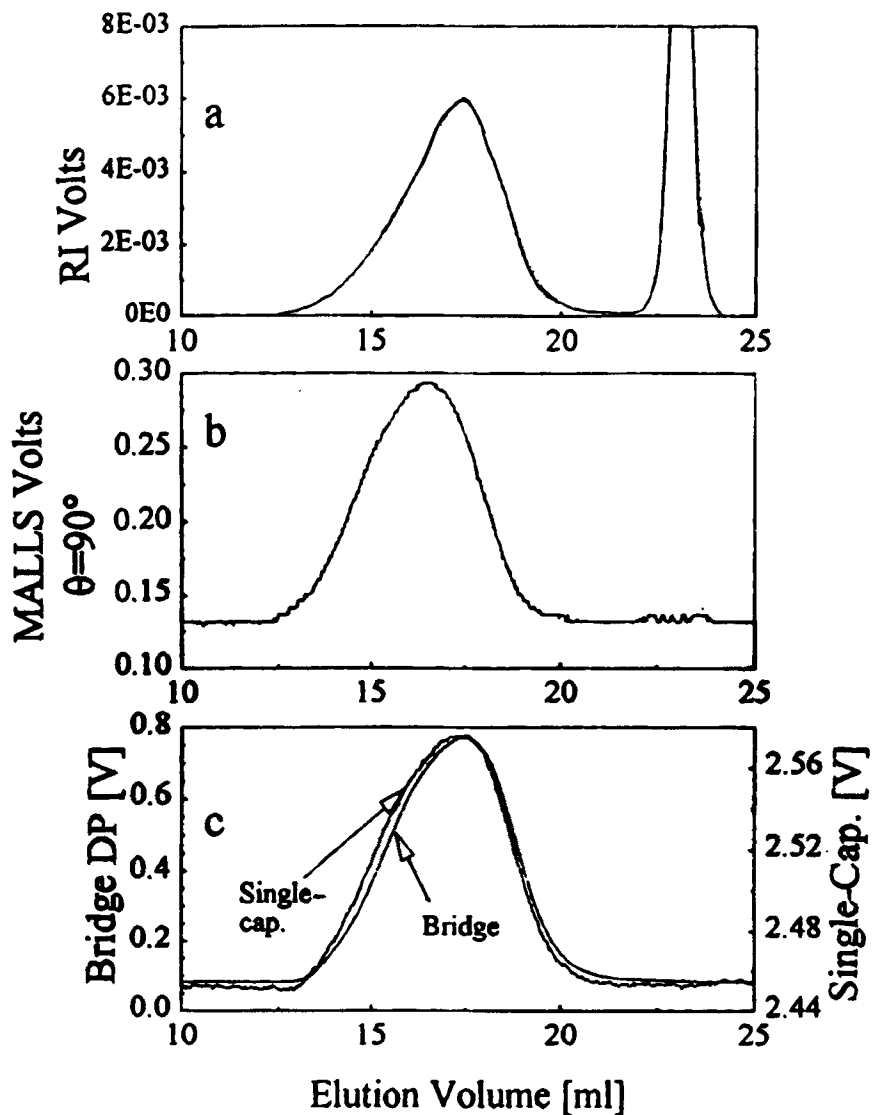 8E-03
6E-03
4E-03
2E-03
0E0
RI Volts
a
10 15 20 25
0.30
0.25
0.20
0.15
0.10
MALLS Volts
θ=90°
b
10 15 20 25
0.8
0.6
0.4
0.2
0.0
Bridge DP [V]
c
Single-
cap.
Bridge
2.56
2.52
2.48
2.44
Single-Cap. [V]
10 15 20 25
Elution Volume [ml]